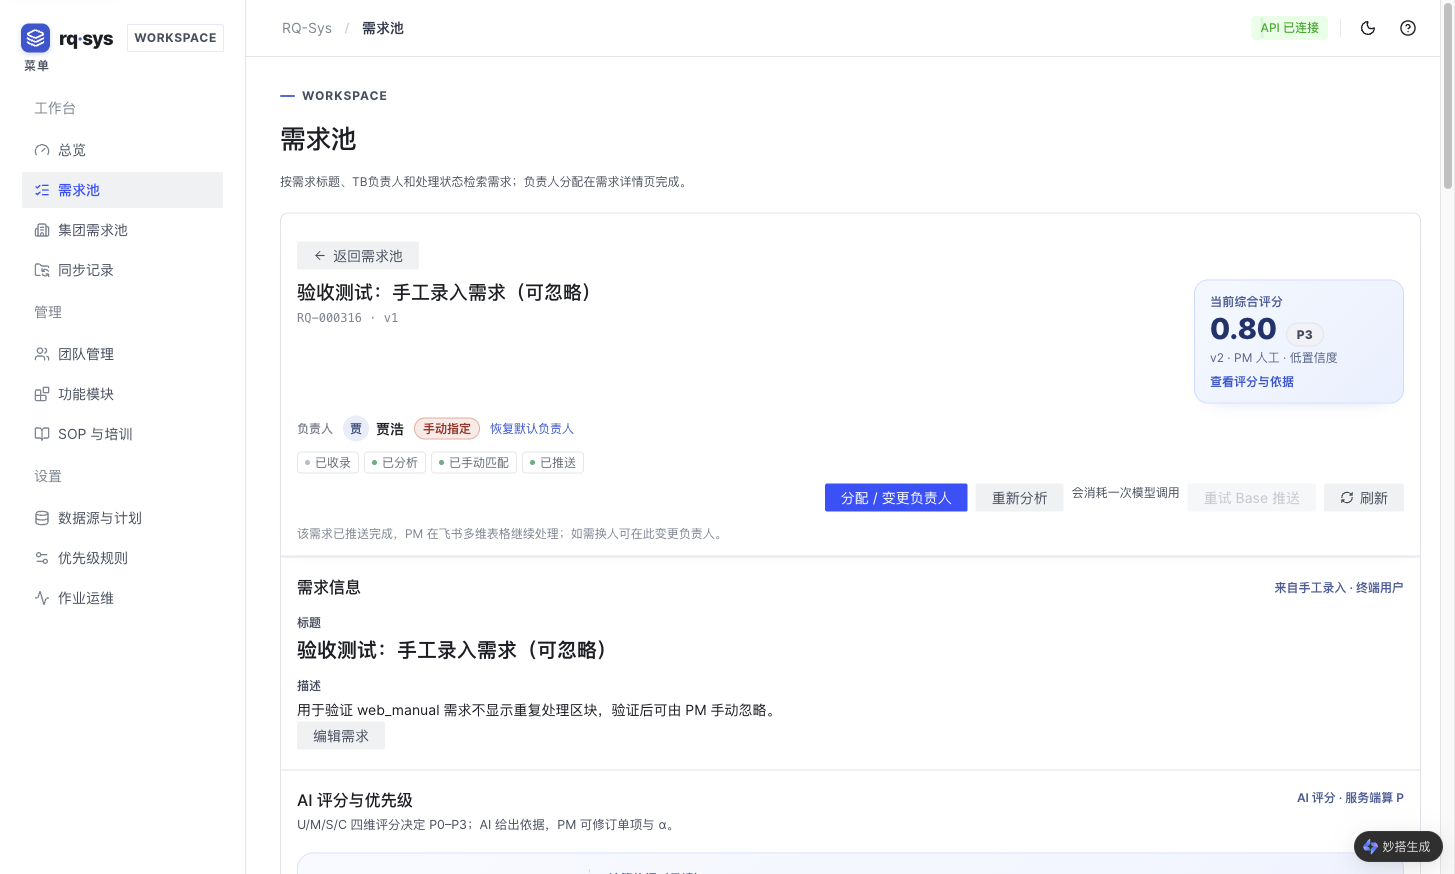 rq·sys WORKSPACE
菜单
工作台
总览
需求池
集团需求池
同步记录
管理
团队管理
功能模块
SOP 与培训
设置
数据源与计划
优先级规则
作业运维
RQ-Sys / 需求池
API 已连接
WORKSPACE
需求池
按需求标题、TB负责人和处理状态检索需求；负责人分配在需求详情页完成。
返回需求池
验收测试：手工录入需求（可忽略）
RQ-000316 · v1
当前综合评分
0.80 P3
v2 · PM 人工 · 低置信度
查看评分与依据
负责人 贾 贾浩 手动指定 恢复默认负责人
已收录 已分析 已手动匹配 已推送
分配 / 变更负责人 重新分析 会消耗一次模型调用 重试 Base 推送 刷新
该需求已推送完成，PM 在飞书多维表格继续处理；如需换人可在此变更负责人。
需求信息 来自手工录入 · 终端用户
标题
验收测试：手工录入需求（可忽略）
描述
用于验证 web_manual 需求不显示重复处理区块，验证后可由 PM 手动忽略。
编辑需求
AI 评分与优先级 AI 评分 · 服务端算 P
U/M/S/C 四维评分决定 P0–P3；AI 给出依据，PM 可修订单项与 α。
妙搭生成